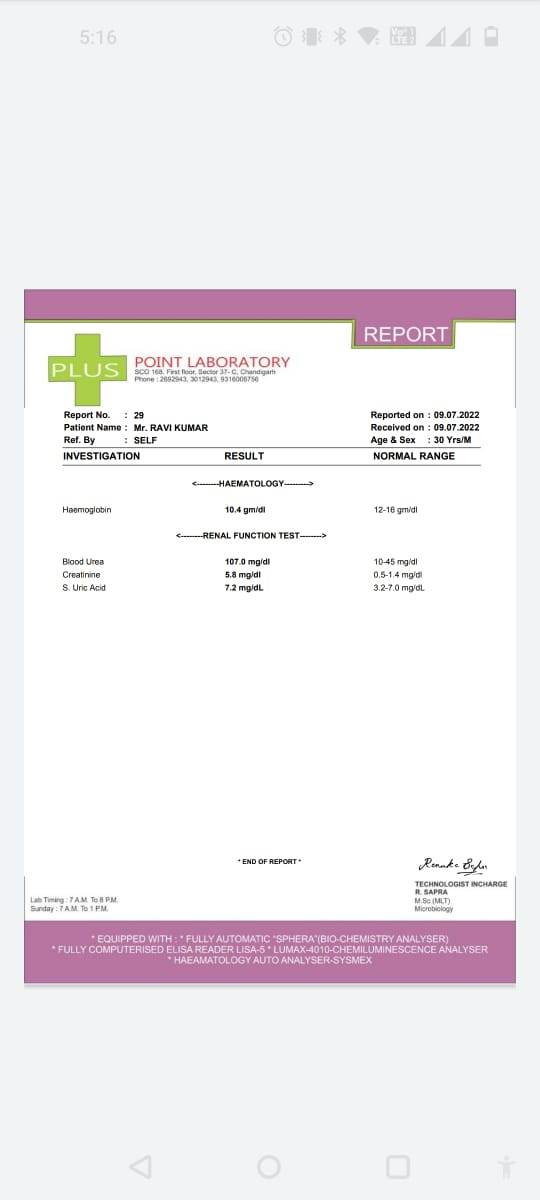 5:16
Vo)) 1
LTE 2
REPORT
PLUS
POINT LABORATORY
SCO 168, First floor, Sector 37- C, Chandigarh
Phone : 2692943, 3012943, 9316006756
Report No. : 29
Reported on : 09.07.2022
Patient Name : Mr. RAVI KUMAR
Received on : 09.07.2022
Ref. By : SELF
Age & Sex : 30 Yrs/M
INVESTIGATION RESULT NORMAL RANGE
<--------HAEMATOLOGY--------->
Haemoglobin 10.4 gm/dl 12-16 gm/dl
<--------RENAL FUNCTION TEST-------->
Blood Urea 107.0 mg/dl 10-45 mg/dl
Creatinine 5.8 mg/dl 0.5-1.4 mg/dl
S. Uric Acid 7.2 mg/dL 3.2-7.0 mg/dL
* END OF REPORT *
TECHNOLOGIST INCHARGE
R. SAPRA
M.Sc (MLT)
Microbiology
Lab Timing : 7 A.M. To 8 P.M.
Sunday : 7 A.M. To 1 P.M.
* EQUIPPED WITH : * FULLY AUTOMATIC "SPHERA"(BIO-CHEMISTRY ANALYSER)
* FULLY COMPUTERISED ELISA READER LISA-5 * LUMAX-4010-CHEMILUMINESCENCE ANALYSER
* HAEAMATOLOGY AUTO ANALYSER-SYSMEX